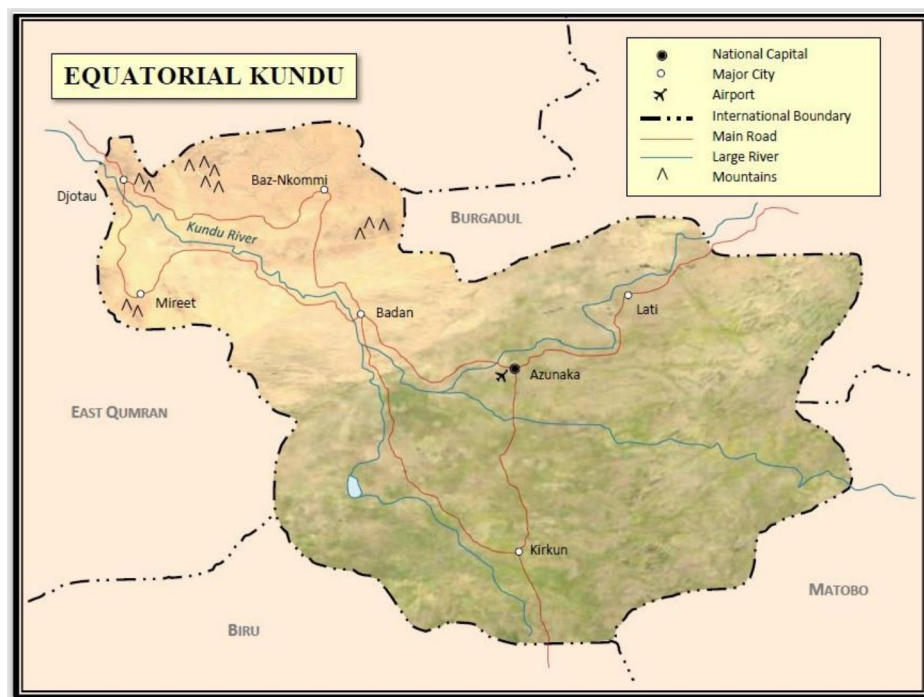 EQUATORIAL KUNDU
National Capital
Major City
Airport
International Boundary
Main Road
Large River
Mountains
Djotau
Baz-Nkommi
Kundu River
BURGADUL
Mireet
Badan
Lati
Azunaka
EAST QUMRAN
Kirkun
MATOBO
BIRU